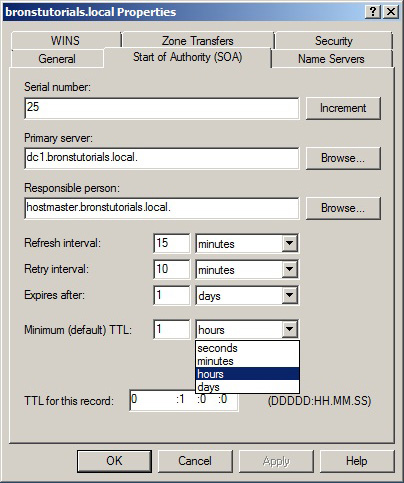 bronstutorials.local Properties
WINS Zone Transfers Security
General Start of Authority (SOA) Name Servers
Serial number:
25 Increment
Primary server:
dc1.bronstutorials.local. Browse...
Responsible person:
hostmaster.bronstutorials.local. Browse...
Refresh interval: 15 minutes
Retry interval: 10 minutes
Expires after: 1 days
Minimum (default) TTL: 1 hours
seconds
minutes
hours
days
TTL for this record: 0 :1 :0 :0 (DDDDD:HH.MM.SS)
OK Cancel Apply Help